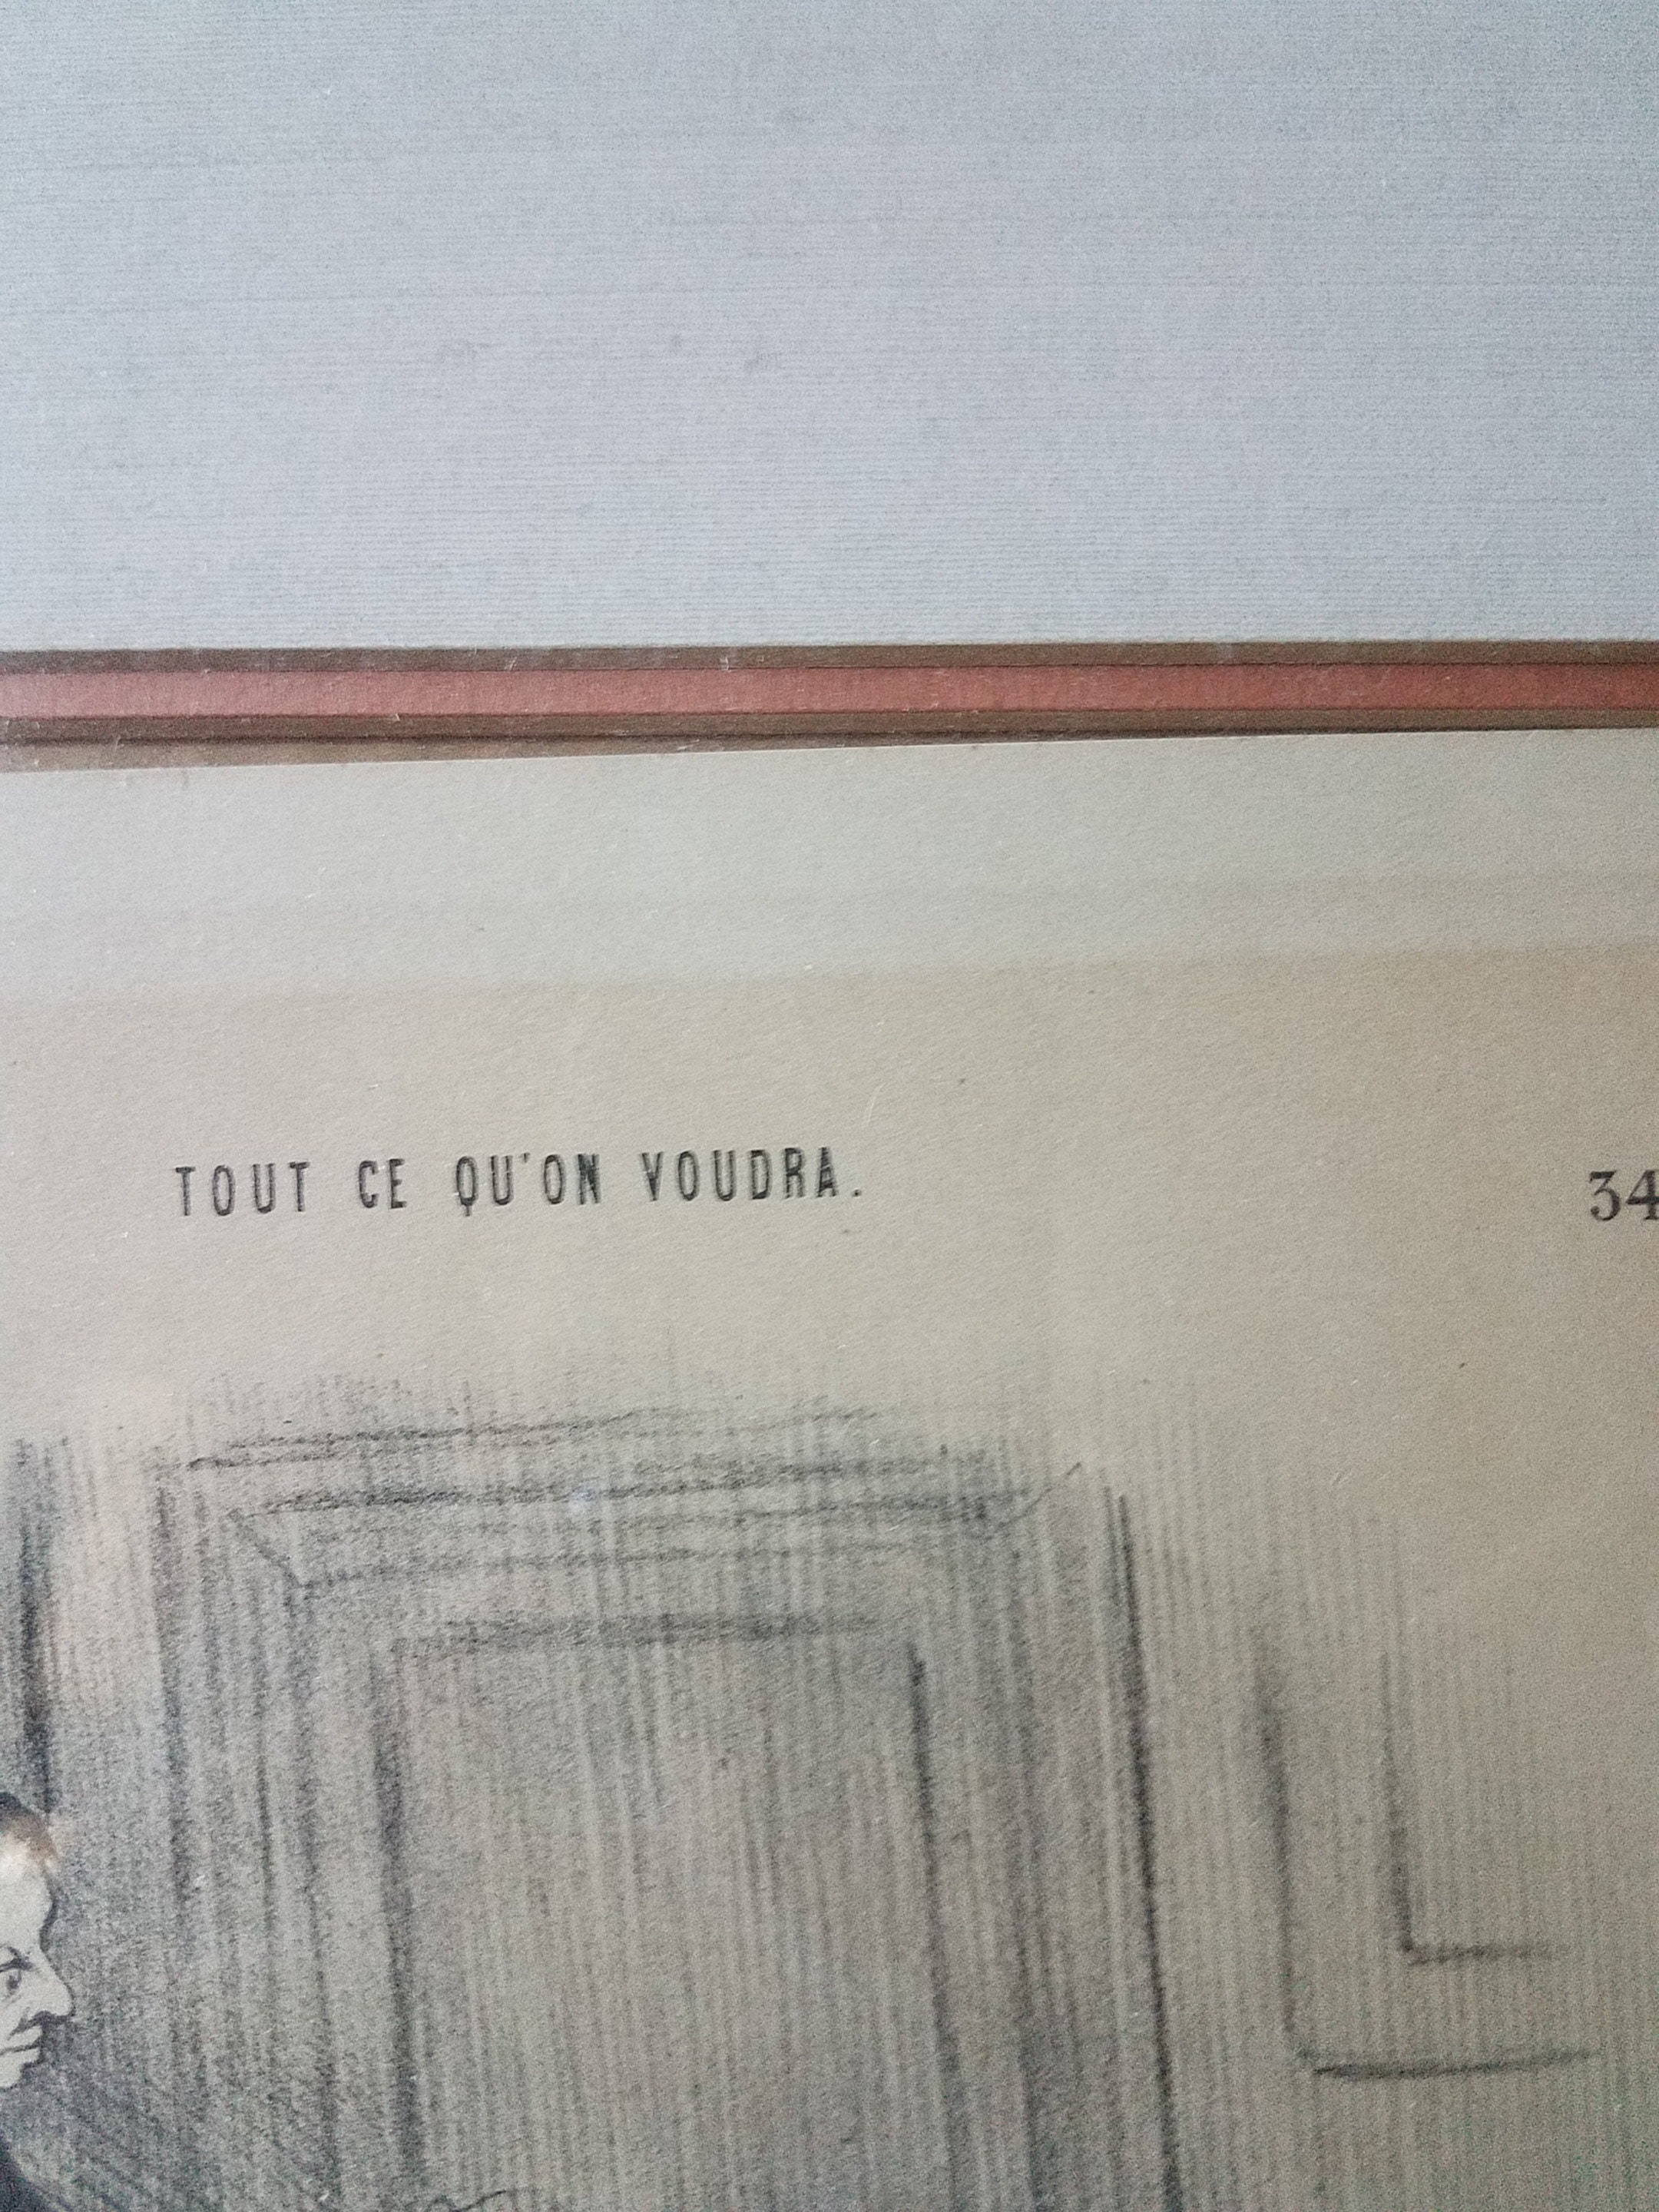 TOUT CE QU'ON VOUDRA.
34